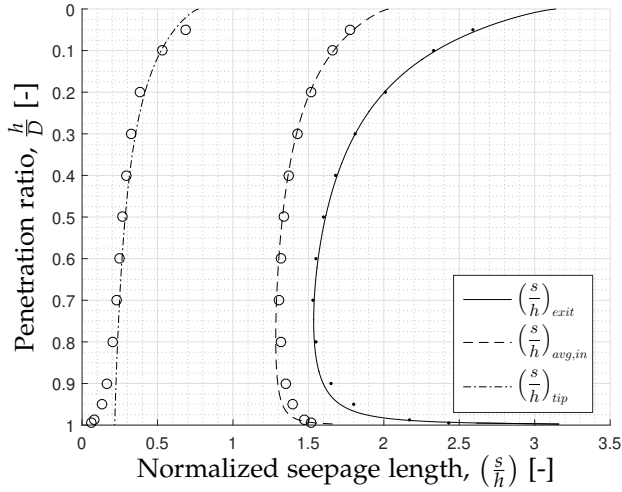 0
0.1
0.2
0.3
0.4
0.5
0.6
0.7
0.8
0.9
1
Penetration ratio, h/D [-]
(s/h)exit
(s/h)avg,in
(s/h)tip
0 0.5 1 1.5 2 2.5 3 3.5
Normalized seepage length, (s/h) [-]